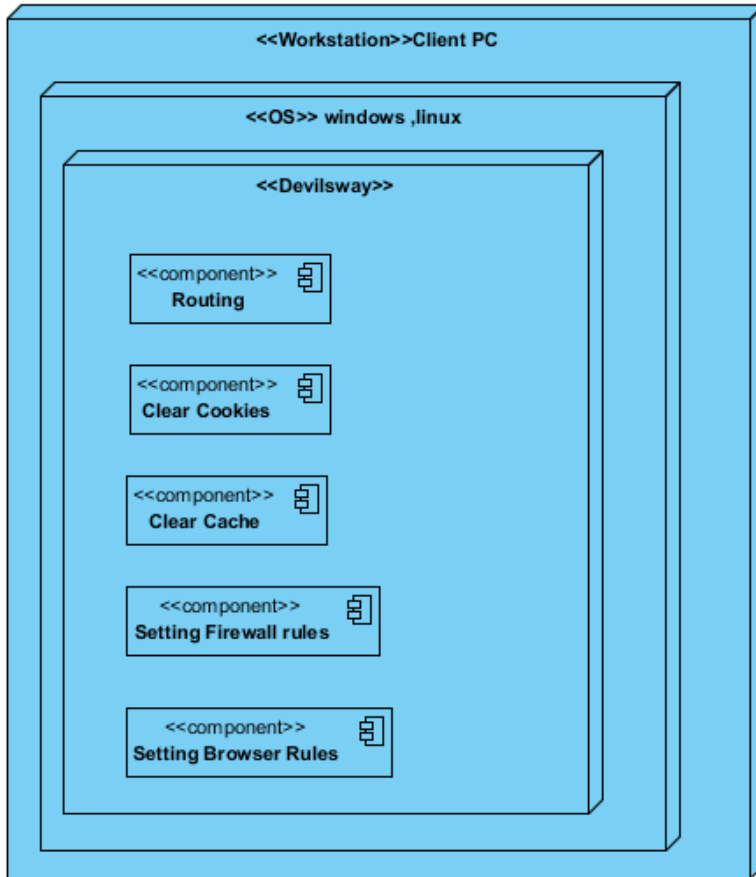 <<Workstation>>Client PC
<<OS>> windows ,linux
<<Devilsway>>
<<component>>
Routing
<<component>>
Clear Cookies
<<component>>
Clear Cache
<<component>>
Setting Firewall rules
<<component>>
Setting Browser Rules